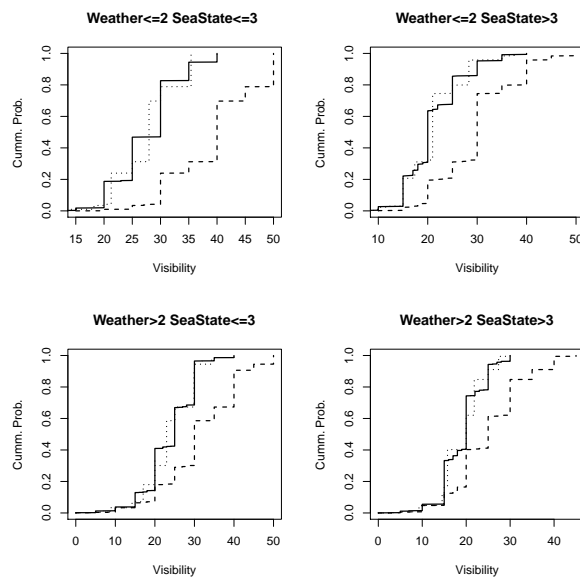 Weather<=2 SeaState<=3
Cumm. Prob.
0.0 0.2 0.4 0.6 0.8 1.0
15 20 25 30 35 40 45 50
Visibility
Weather<=2 SeaState>3
Cumm. Prob.
0.0 0.2 0.4 0.6 0.8 1.0
10 20 30 40 50
Visibility
Weather>2 SeaState<=3
Cumm. Prob.
0.0 0.2 0.4 0.6 0.8 1.0
0 10 20 30 40 50
Visibility
Weather>2 SeaState>3
Cumm. Prob.
0.0 0.2 0.4 0.6 0.8 1.0
0 10 20 30 40
Visibility